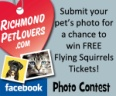 RICHMOND
PETLOVERS
.COM
Submit your
pet's photo for
a chance to
win FREE
Flying Squirrels
Tickets!
facebook Photo Contest